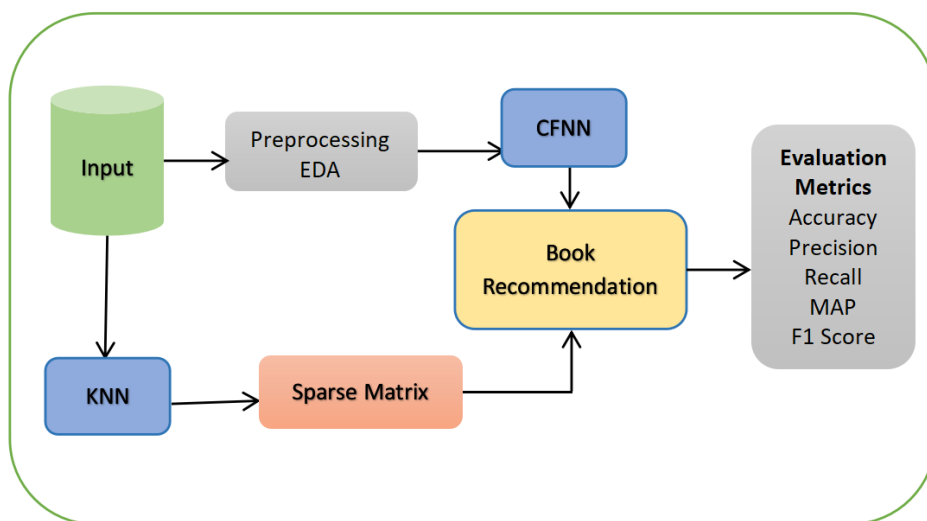 Input
Preprocessing
EDA
CFNN
Book
Recommendation
Evaluation
Metrics
Accuracy
Precision
Recall
MAP
F1 Score
KNN
Sparse Matrix